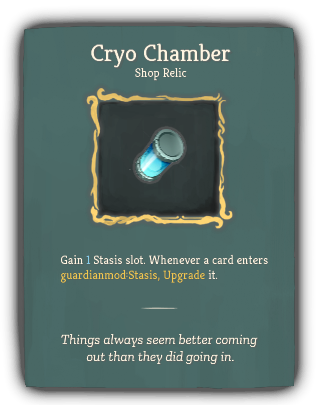 Cryo Chamber
Shop Relic
Gain 1 Stasis slot. Whenever a card enters
guardianmod:Stasis, Upgrade it.
Things always seem better coming
out than they did going in.